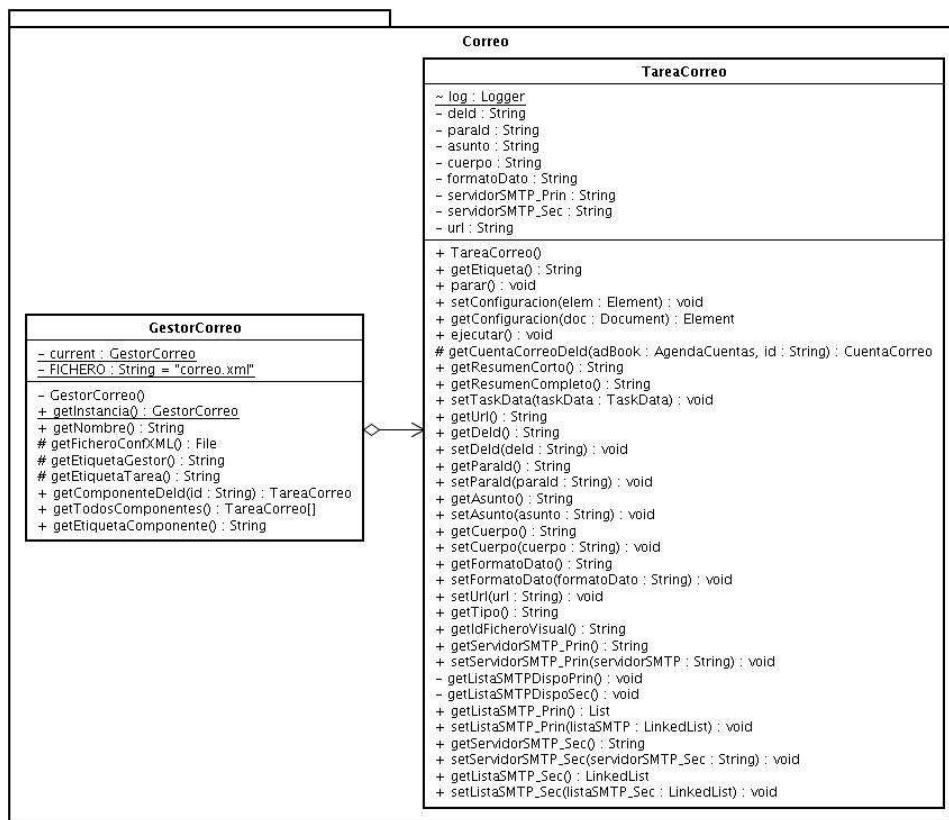 Correo
TareaCorreo
~ log : Logger
- deId : String
- paraId : String
- asunto : String
- cuerpo : String
- formatoDato : String
- servidorSMTP_Prin : String
- servidorSMTP_Sec : String
- url : String
+ TareaCorreo()
+ getEtiqueta() : String
+ parar() : void
+ setConfiguracion(elem : Element) : void
+ getConfiguracion(doc : Document) : Element
+ ejecutar() : void
# getCuentaCorreoDeId(adBook : AgendaCuentas, id : String) : CuentaCorreo
+ getResumenCorto() : String
+ getResumenCompleto() : String
+ setTaskData(taskData : TaskData) : void
+ getUrl() : String
+ getDeId() : String
+ setDeId(deId : String) : void
+ getParaId() : String
+ setParaId(paraId : String) : void
+ getAsunto() : String
+ setAsunto(asunto : String) : void
+ getCuerpo() : String
+ setCuerpo(cuerpo : String) : void
+ getFormatoDato() : String
+ setFormatoDato(formatoDato : String) : void
+ setUrl(url : String) : void
+ getTipo() : String
+ getIdFicheroVisual() : String
+ getServidorSMTP_Prin() : String
+ setServidorSMTP_Prin(servidorSMTP : String) : void
- getListaSMTPDispoPrin() : void
- getListaSMTPDispoSec() : void
+ getListaSMTP_Prin() : List
+ setListaSMTP_Prin(listaSMTP : LinkedList) : void
+ getServidorSMTP_Sec() : String
+ setServidorSMTP_Sec(servidorSMTP_Sec : String) : void
+ getListaSMTP_Sec() : LinkedList
+ setListaSMTP_Sec(listaSMTP_Sec : LinkedList) : void
GestorCorreo
- current : GestorCorreo
- FICHERO : String = "correo.xml"
- GestorCorreo()
+ getInstancia() : GestorCorreo
+ getNombre() : String
# getFicheroConfXML() : File
# getEtiquetaGestor() : String
# getEtiquetaTarea() : String
+ getComponenteDeId(id : String) : TareaCorreo
+ getTodosComponentes() : TareaCorreo[]
+ getEtiquetaComponente() : String